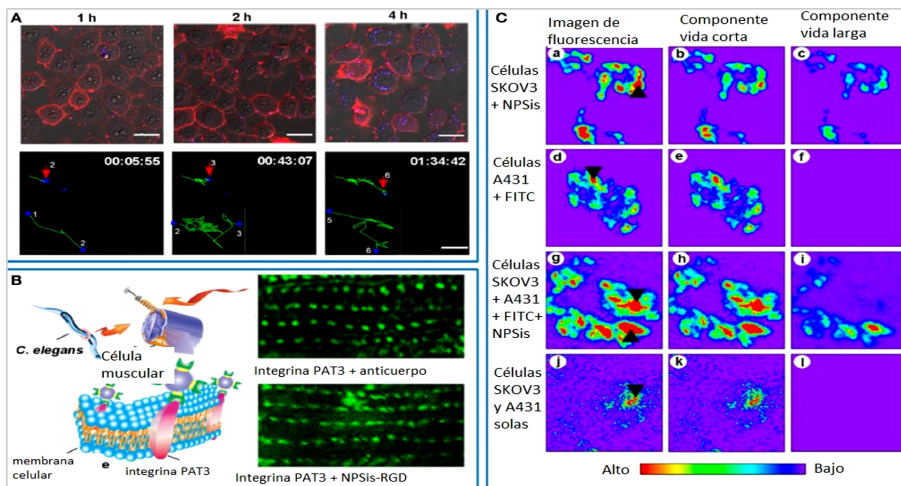 A
1 h
2 h
4 h
2
00:05:55
1
2
3
00:43:07
2
3
6
01:34:42
5
6
B
C. elegans
Célula
muscular
membrana
celular
e
integrina PAT3
Integrina PAT3 + anticuerpo
Integrina PAT3 + NPSis-RGD
C
Imagen de
fluorescencia
Componente
vida corta
Componente
vida larga
Células
SKOV3
+ NPSis
a
b
c
Células
A431
+ FITC
d
e
f
Células
SKOV3
+ A431
+ FITC+
NPSis
g
h
i
Células
SKOV3
y A431
solas
j
k
l
Alto
Bajo